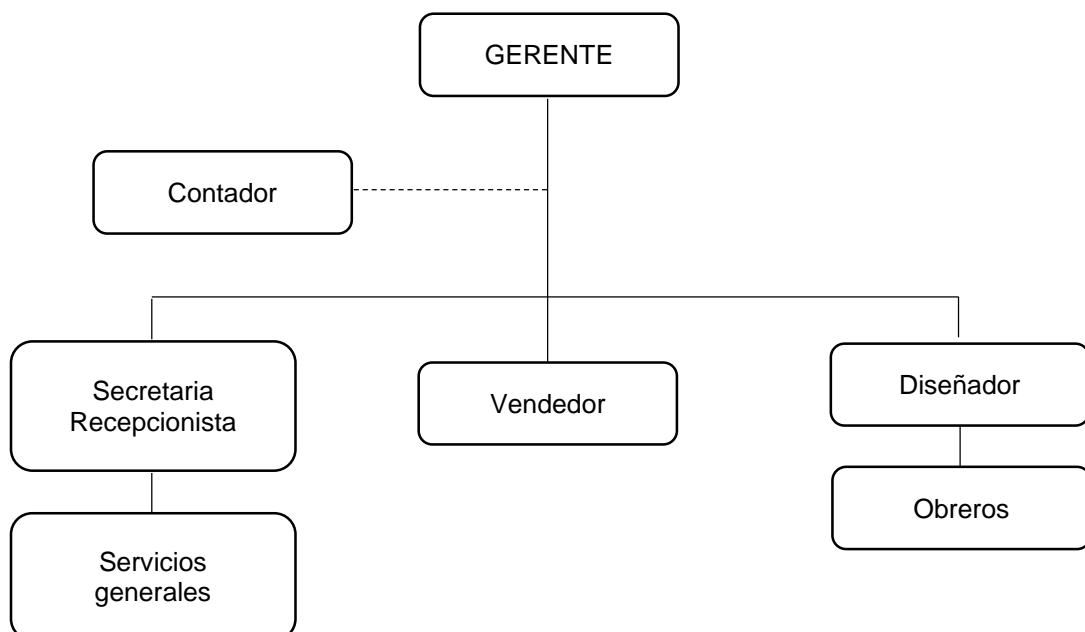 GERENTE
Contador
Secretaria
Recepcionista
Vendedor
Diseñador
Obreros
Servicios
generales